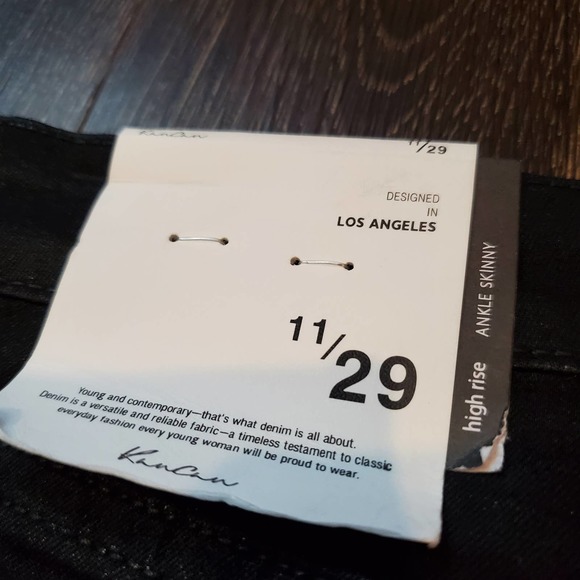 KanCan
11/29
DESIGNED
IN
LOS ANGELES
11/29
high rise ANKLE SKINNY
Young and contemporary—that's what denim is all about.
Denim is a versatile and reliable fabric—a timeless testament to classic
everyday fashion every young woman will be proud to wear.
KanCan